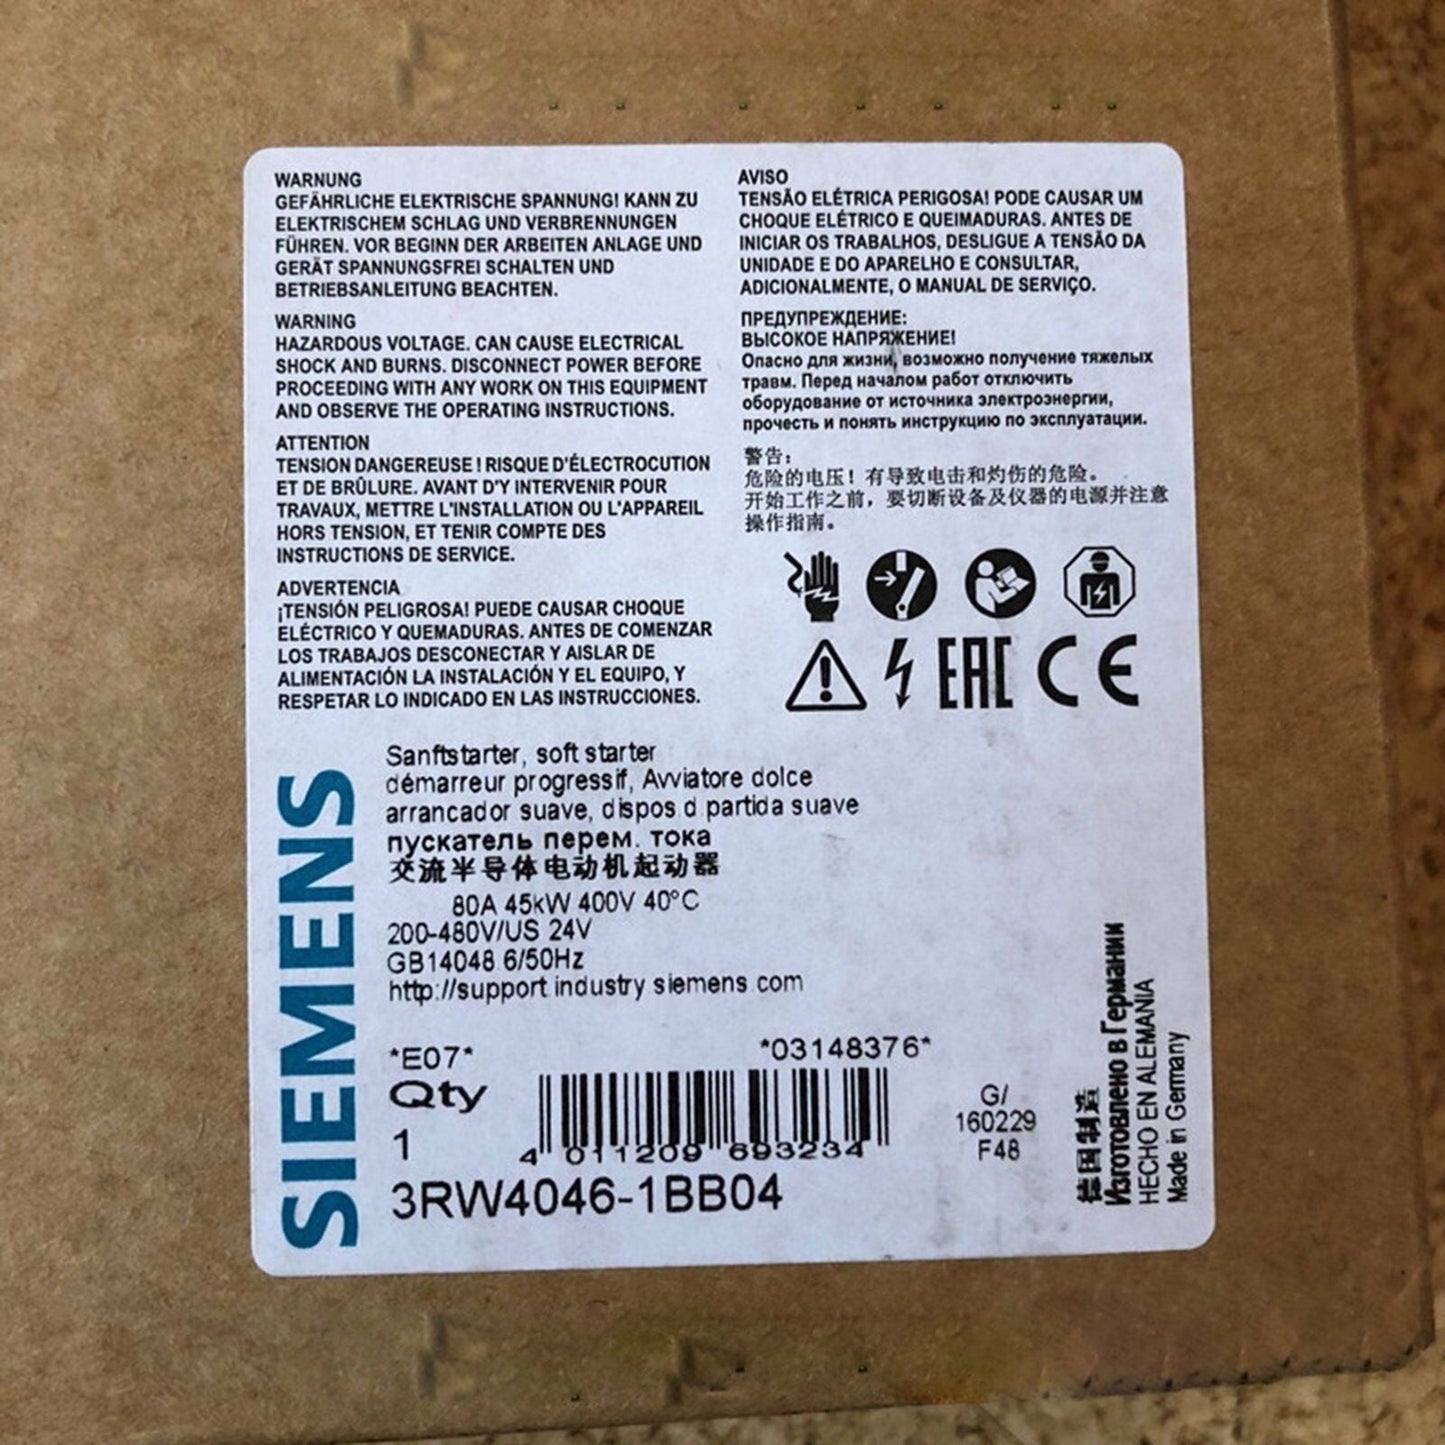 WARNUNG
GEFÄHRLICHE ELEKTRISCHE SPANNUNG! KANN ZU
ELEKTRISCHEM SCHLAG UND VERBRENNUNGEN
FÜHREN. VOR BEGINN DER ARBEITEN ANLAGE UND
GERÄT SPANNUNGSFREI SCHALTEN UND
BETRIEBSANLEITUNG BEACHTEN.
WARNING
HAZARDOUS VOLTAGE. CAN CAUSE ELECTRICAL
SHOCK AND BURNS. DISCONNECT POWER BEFORE
PROCEEDING WITH ANY WORK ON THIS EQUIPMENT
AND OBSERVE THE OPERATING INSTRUCTIONS.
ATTENTION
TENSION DANGEREUSE ! RISQUE D'ÉLECTROCUTION
ET DE BRÛLURE. AVANT D'Y INTERVENIR POUR
TRAVAUX, METTRE L'INSTALLATION OU L'APPAREIL
HORS TENSION, ET TENIR COMPTE DES
INSTRUCTIONS DE SERVICE.
ADVERTENCIA
¡TENSIÓN PELIGROSA! PUEDE CAUSAR CHOQUE
ELÉCTRICO Y QUEMADURAS. ANTES DE COMENZAR
LOS TRABAJOS DESCONECTAR Y AISLAR DE
ALIMENTACIÓN LA INSTALACIÓN Y EL EQUIPO, Y
RESPETAR LO INDICADO EN LAS INSTRUCCIONES.
AVISO
TENSÃO ELÉTRICA PERIGOSA! PODE CAUSAR UM
CHOQUE ELÉTRICO E QUEIMADURAS. ANTES DE
INICIAR OS TRABALHOS, DESLIGUE A TENSÃO DA
UNIDADE E DO APARELHO E CONSULTAR,
ADICIONALMENTE, O MANUAL DE SERVIÇO.
ПРЕДУПРЕЖДЕНИЕ:
ВЫСОКОЕ НАПРЯЖЕНИЕ!
Опасно для жизни, возможно получение тяжелых
травм. Перед началом работ отключить
оборудование от источника электроэнергии,
прочесть и понять инструкцию по эксплуатации.
警告：
危险的电压！有导致电击和灼伤的危险。
开始工作之前，要切断设备及仪器的电源并注意
操作指南。
EAC CE
SIEMENS
Sanftstarter, soft starter
démarreur progressif, Avviatore dolce
arrancador suave, dispos d partida suave
пускатель перем. тока
交流半导体电动机起动器
80A 45kW 400V 40°C
200-480V/US 24V
GB14048.6/50Hz
http://support.industry.siemens.com
*E07* *03148376*
Qty
1
4 011209 693234
3RW4046-1BB04
G/
160229
F48
德国制造
Изготовлено в Германии
HECHO EN ALEMANIA
Made in Germany